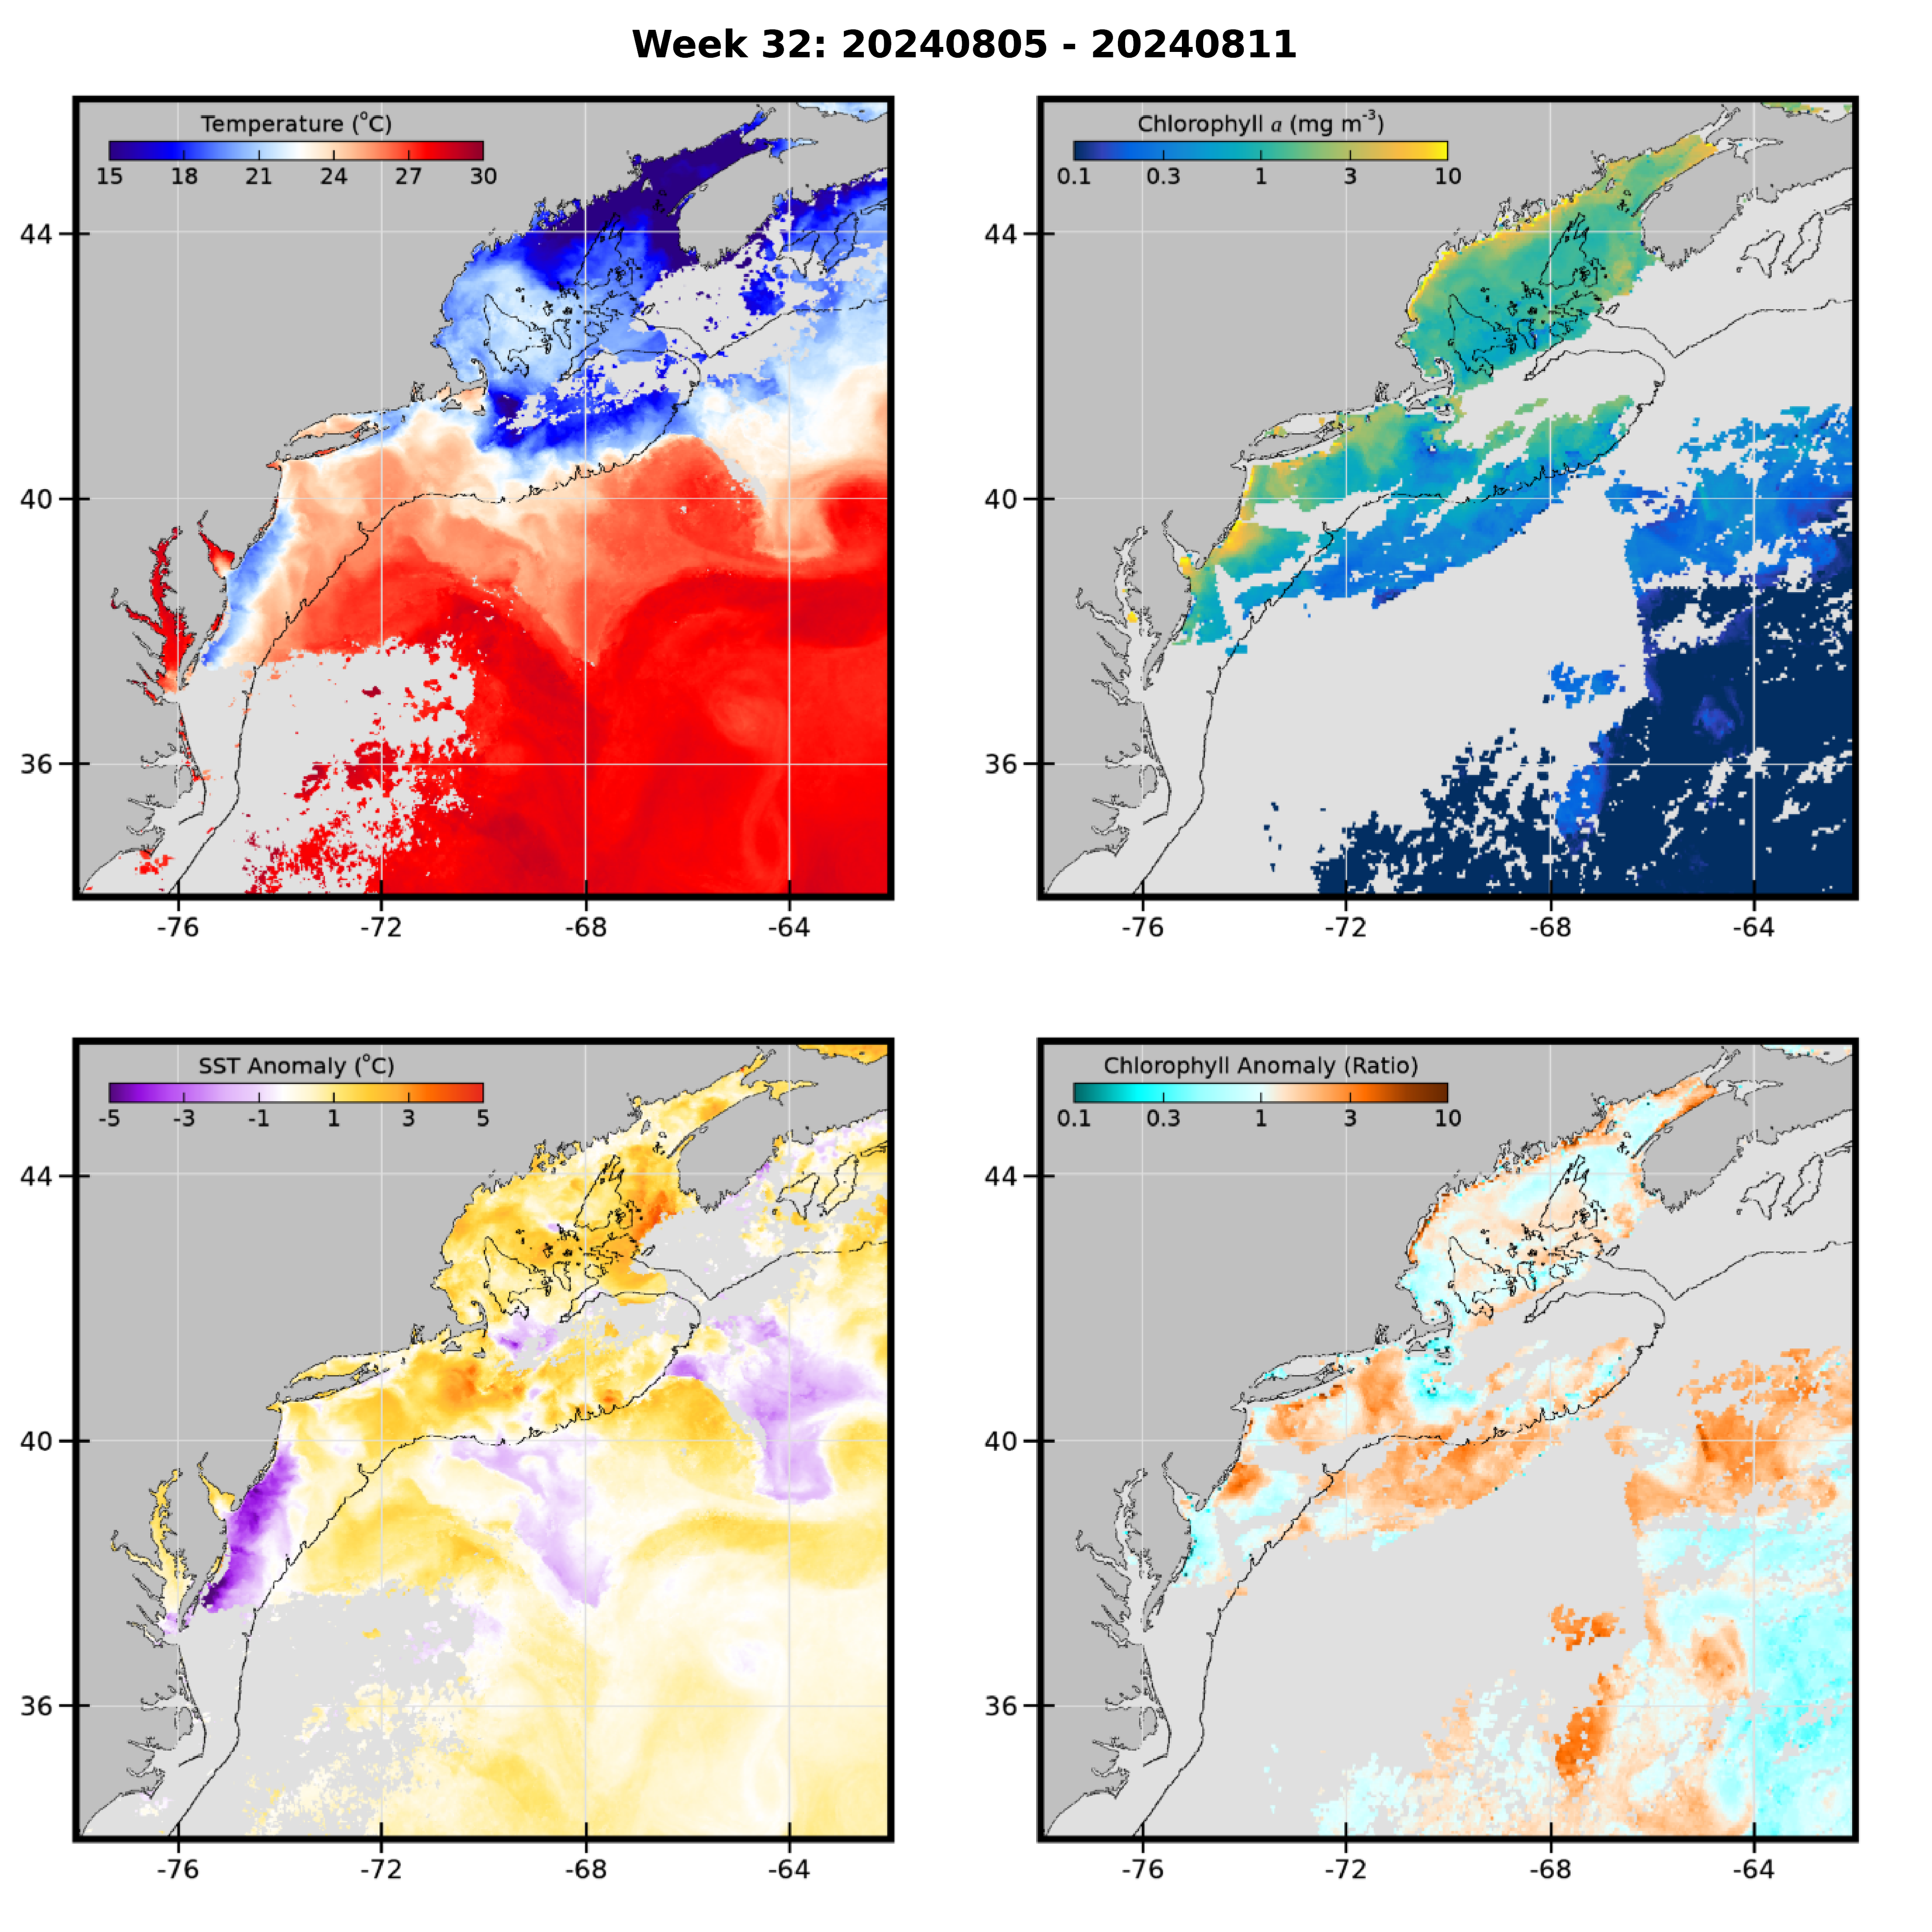 Week 32: 20240805 - 20240811
Temperature (°C)
15 18 21 24 27 30
44
40
36
-76 -72 -68 -64
Chlorophyll a (mg m⁻³)
0.1 0.3 1 3 10
44
40
36
-76 -72 -68 -64
SST Anomaly (°C)
-5 -3 -1 1 3 5
44
40
36
-76 -72 -68 -64
Chlorophyll Anomaly (Ratio)
0.1 0.3 1 3 10
44
40
36
-76 -72 -68 -64